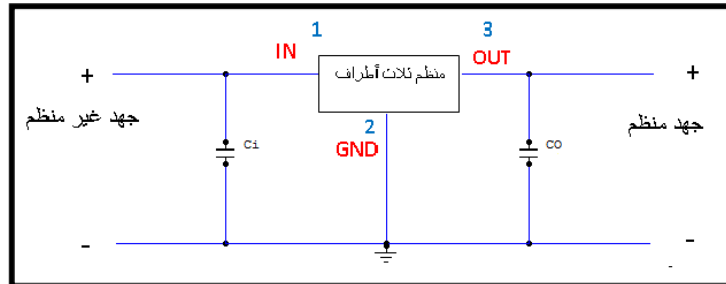 1
3
IN
OUT
منظم ثلاث أطراف
+
+
جهد غير منظم
جهد منظم
2
GND
Ci
CO
-
-